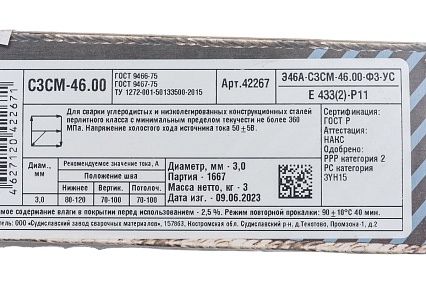 СЗСМ-46.00
ГОСТ 9466-75
ГОСТ 9467-75
ТУ 1272-001-50133500-2015
Арт.42267
Э46А-СЗСМ-46.00-Ф3-УС
Е 433(2)-Р11
Для сварки углеродистых и низколегированных конструкционных сталей
перлитного класса с минимальным пределом текучести не более 360
МПа. Напряжение холостого хода источника тока 50±5В.
Сертификация:
ГОСТ Р
Аттестация:
НАКС
Одобрено:
РРР категория 2
РС категория
3YH15
Диам., мм
Рекомендуемое значение тока, А
Положение шва
Нижнее Вертик. Потолоч.
3,0 80-120 70-100 70-100
Диаметр, мм - 3,0
Партия - 1667
Масса нетто, кг - 3
Дата изг. - 09.06.2023
4627120422671
мое содержание влаги в покрытии перед использованием - 2,5 %. Режим повторной прокалки: 90±10°С 40 мин.
ель: ООО «Судиславский завод сварочных материалов», 157863, Костромская обл. Судиславский р-н, д.Текотово, Промзона-1, д.2